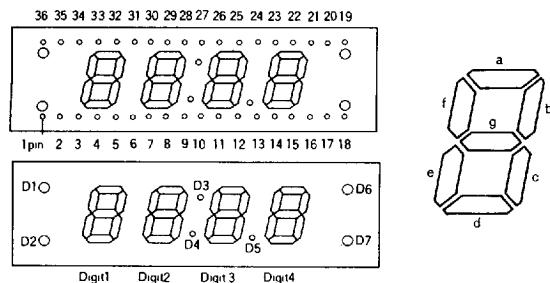 36 35 34 33 32 31 30 29 28 27 26 25 24 23 22 21 20 19
1pin 2 3 4 5 6 7 8 9 10 11 12 13 14 15 16 17 18
D1 D3 D6
D2 D4 D5 D7
Digit1 Digit2 Digit3 Digit4
a
f b
g
e c
d